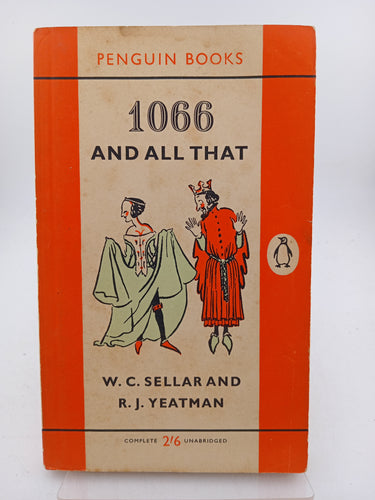 PENGUIN BOOKS
1066
AND ALL THAT
W. C. SELLAR AND
R. J. YEATMAN
COMPLETE 2/6 UNABRIDGED